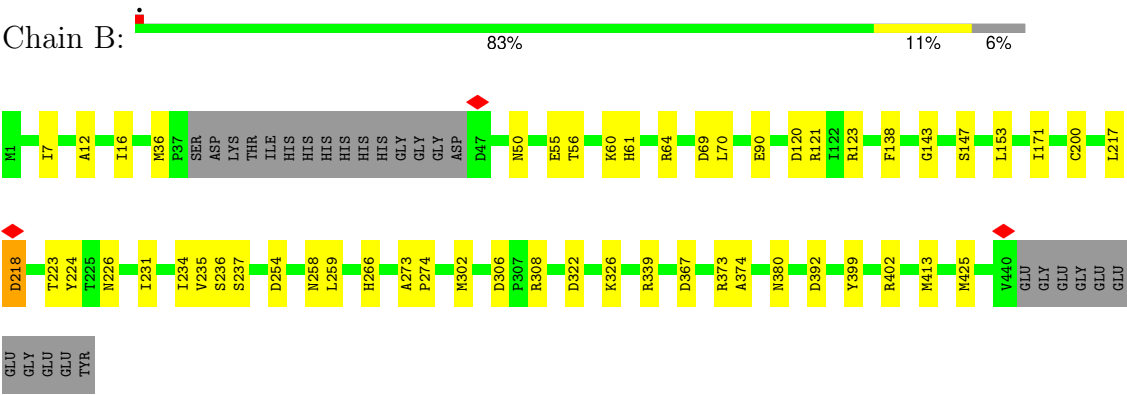 Chain B:
83% 11% 6%
M1 I7 A12 I16 M36 P37 SER ASP LYS THR ILE HIS HIS HIS HIS HIS HIS GLY GLY GLY ASP D47 N50 E55 T56 K60 H61 R64 D69 L70 E90 D120 R121 I122 R123 F138 G143 S147 L153 I171 C200 L217
D218 T223 Y224 T225 N226 I231 I234 V235 S236 S237 D254 N258 L259 H266 A273 P274 M302 D306 P307 R308 D322 K326 R339 D367 R373 A374 N380 D392 Y399 R402 M413 M425 V440 GLU GLY GLU GLY GLU GLU
GLU GLY GLU GLU TYR